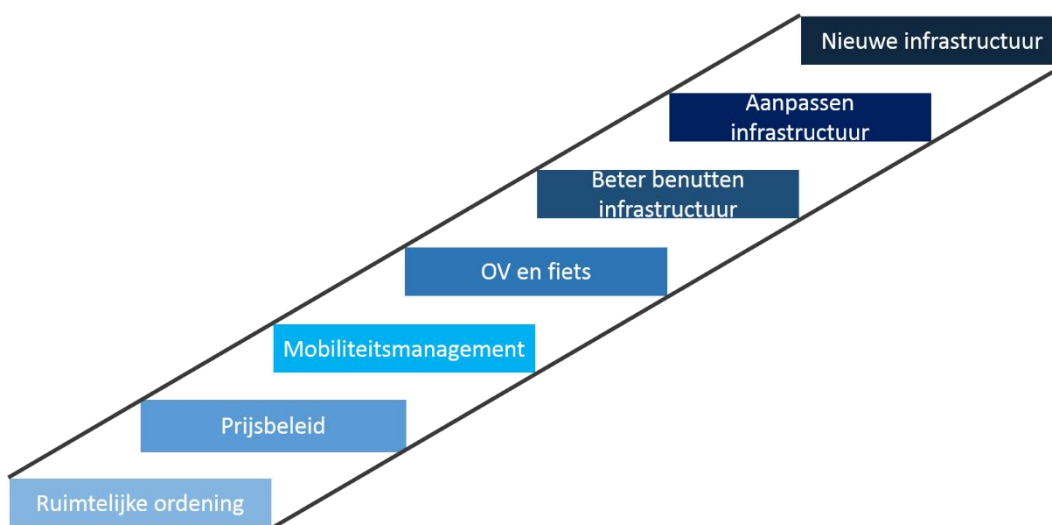 Nieuwe infrastructuur
Aanpassen
infrastructuur
Beter benutten
infrastructuur
OV en fiets
Mobiliteitsmanagement
Prijsbeleid
Ruimtelijke ordening